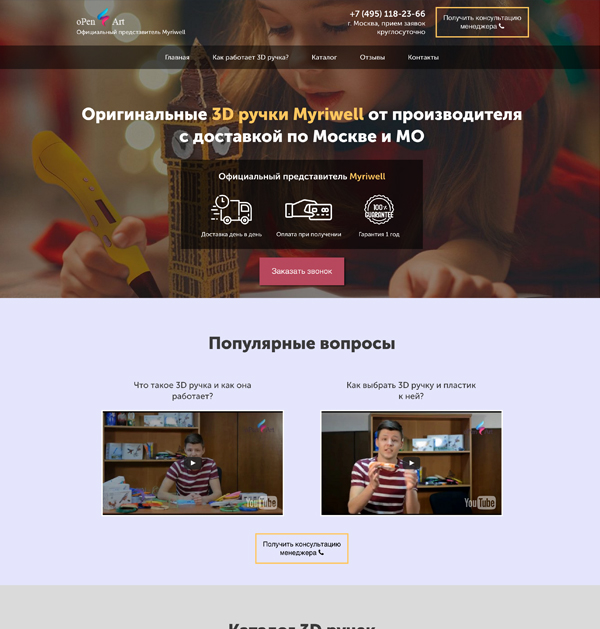 oPen Art
Официальный представитель Myriwell
+7 (495) 118-23-66
г. Москва, прием заявок
круглосуточно
Получить консультацию
менеджера
Главная
Как работает 3D ручка?
Каталог
Отзывы
Контакты
Оригинальные 3D ручки Myriwell от производителя
с доставкой по Москве и МО
Официальный представитель Myriwell
100%
GUARANTEE
Доставка день в день
Оплата при получении
Гарантия 1 год
Заказать звонок
Популярные вопросы
Что такое 3D ручка и как она
работает?
Как выбрать 3D ручку и пластик
к ней?
YouTube
YouTube
Получить консультацию
менеджера
Каталог 3D ручек